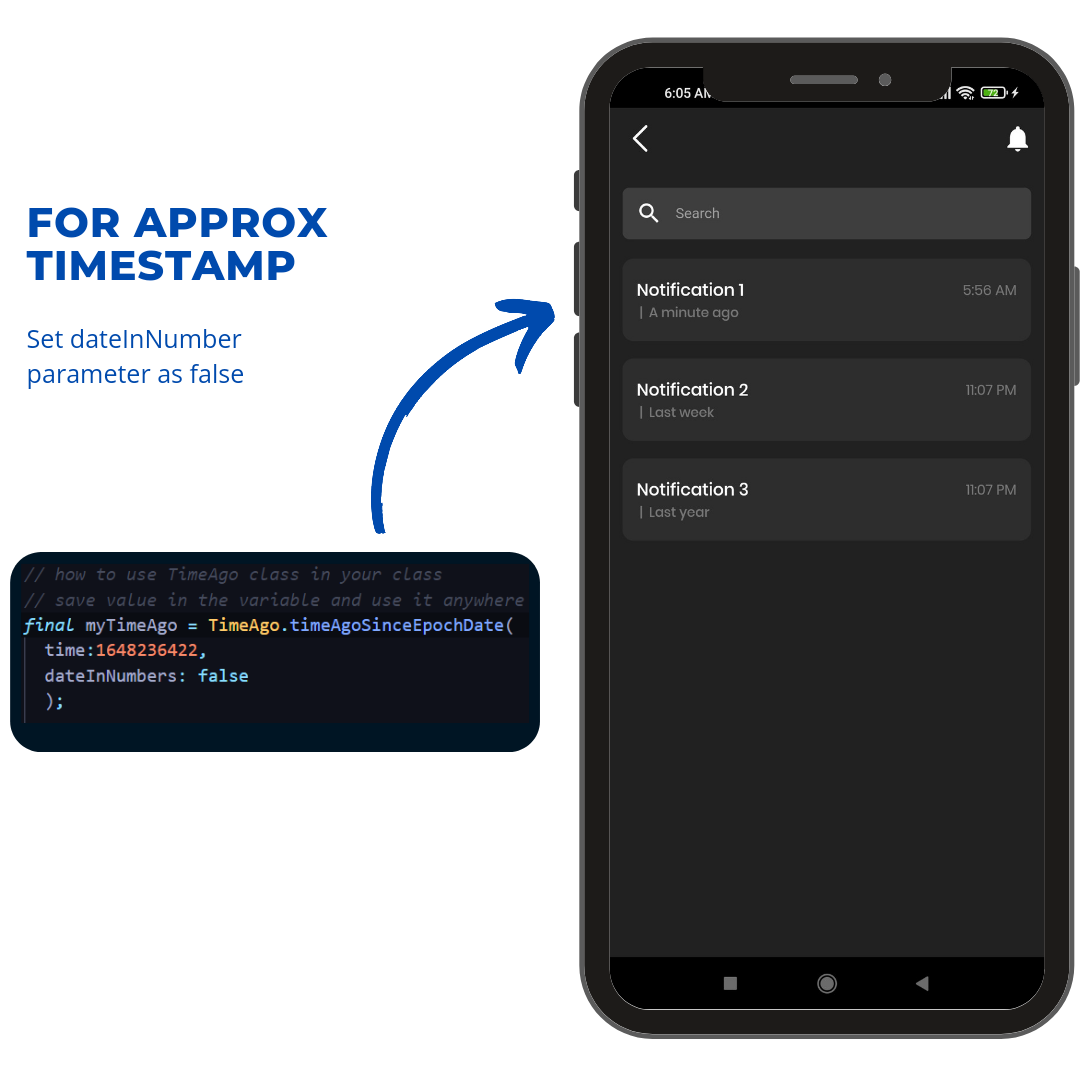 FOR APPROX
TIMESTAMP
Set dateInNumber
parameter as false
// how to use TimeAgo class in your class
// save value in the variable and use it anywhere
final myTimeAgo = TimeAgo.timeAgoSinceEpochDate(
time:1648236422,
dateInNumbers: false
);
6:05 AM
72
Search
Notification 1
5:56 AM
| A minute ago
Notification 2
11:07 PM
| Last week
Notification 3
11:07 PM
| Last year